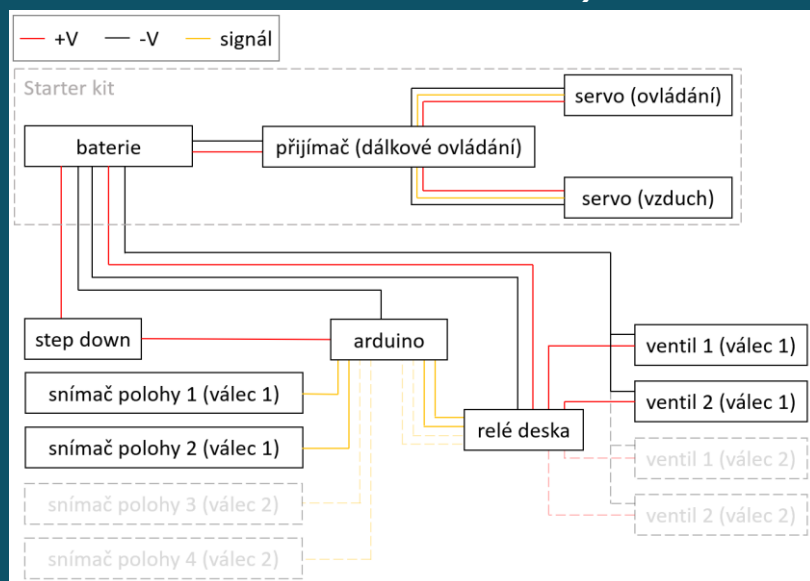 +V
-V
signál
Starter kit
servo (ovládání)
baterie
přijímač (dálkové ovládání)
servo (vzduch)
step down
arduino
ventil 1 (válec 1)
snímač polohy 1 (válec 1)
ventil 2 (válec 1)
relé deska
snímač polohy 2 (válec 1)
ventil 1 (válec 2)
snímač polohy 3 (válec 2)
ventil 2 (válec 2)
snímač polohy 4 (válec 2)